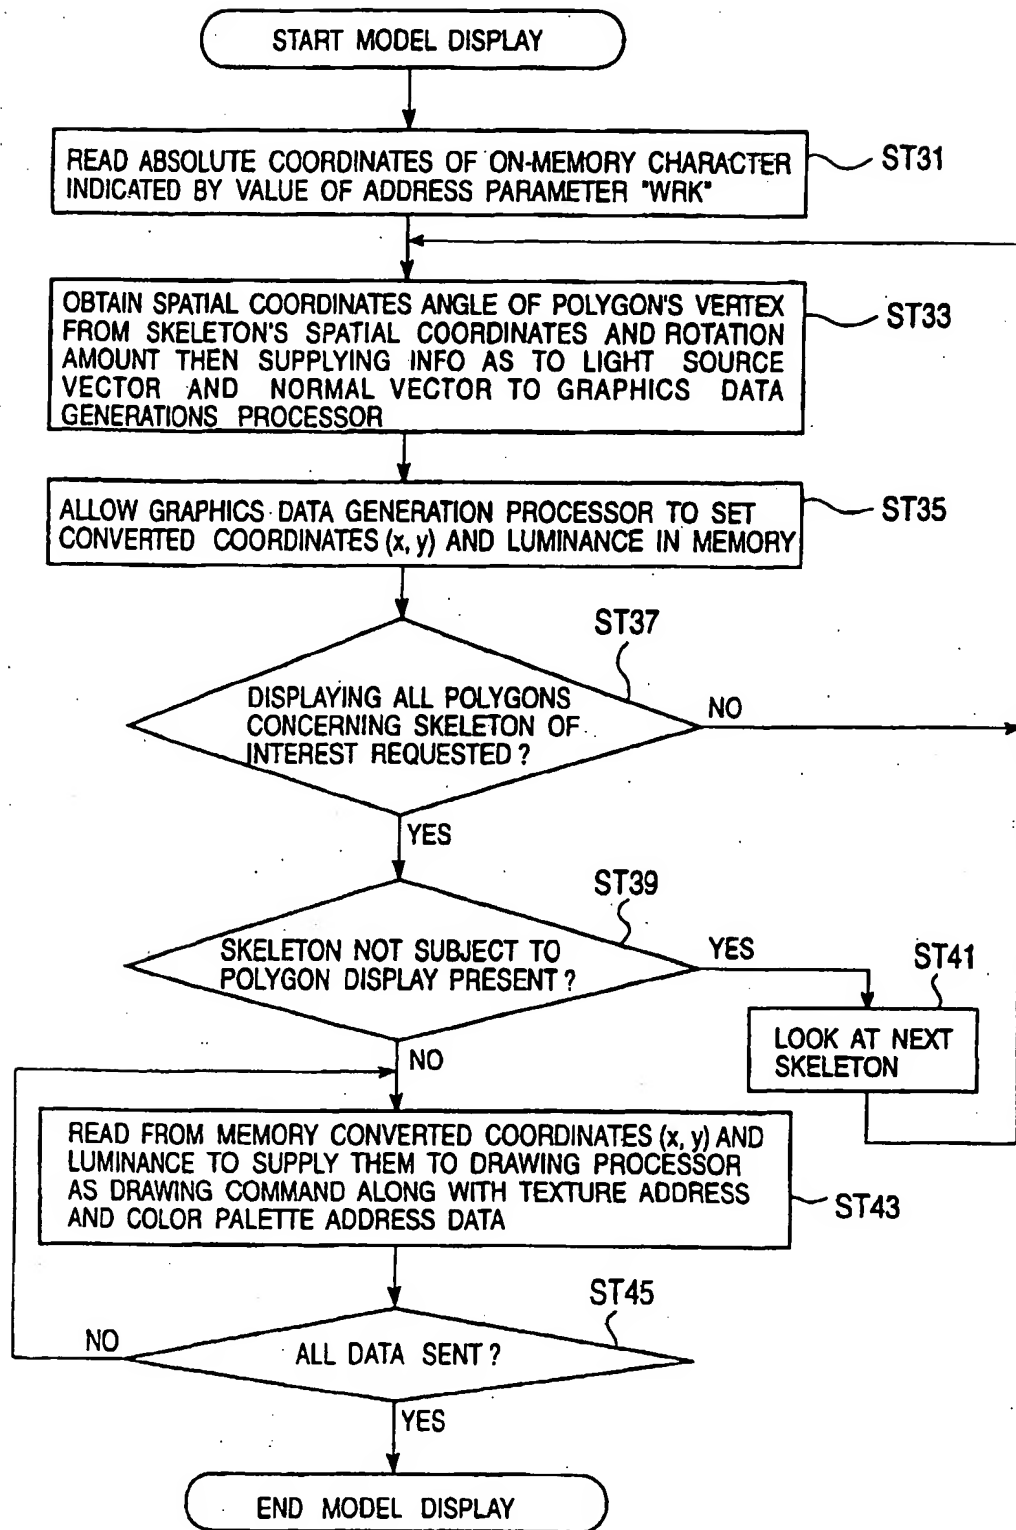 START MODEL DISPLAY
READ ABSOLUTE COORDINATES OF ON-MEMORY CHARACTER
INDICATED BY VALUE OF ADDRESS PARAMETER "WRK"
ST31
OBTAIN SPATIAL COORDINATES ANGLE OF POLYGON'S VERTEX
FROM SKELETON'S SPATIAL COORDINATES AND ROTATION
AMOUNT THEN SUPPLYING INFO AS TO LIGHT SOURCE
VECTOR AND NORMAL VECTOR TO GRAPHICS DATA
GENERATIONS PROCESSOR
ST33
ALLOW GRAPHICS DATA GENERATION PROCESSOR TO SET
CONVERTED COORDINATES (x, y) AND LUMINANCE IN MEMORY
ST35
ST37
DISPLAYING ALL POLYGONS
CONCERNING SKELETON OF
INTEREST REQUESTED ?
NO
YES
ST39
SKELETON NOT SUBJECT TO
POLYGON DISPLAY PRESENT ?
YES
ST41
LOOK AT NEXT
SKELETON
NO
READ FROM MEMORY CONVERTED COORDINATES (x, y) AND
LUMINANCE TO SUPPLY THEM TO DRAWING PROCESSOR
AS DRAWING COMMAND ALONG WITH TEXTURE ADDRESS
AND COLOR PALETTE ADDRESS DATA
ST43
ST45
NO
ALL DATA SENT ?
YES
END MODEL DISPLAY